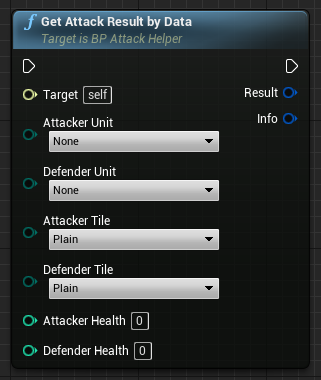 f Get Attack Result by Data
Target is BP Attack Helper
Target self
Result
Info
Attacker Unit
None
Defender Unit
None
Attacker Tile
Plain
Defender Tile
Plain
Attacker Health 0
Defender Health 0